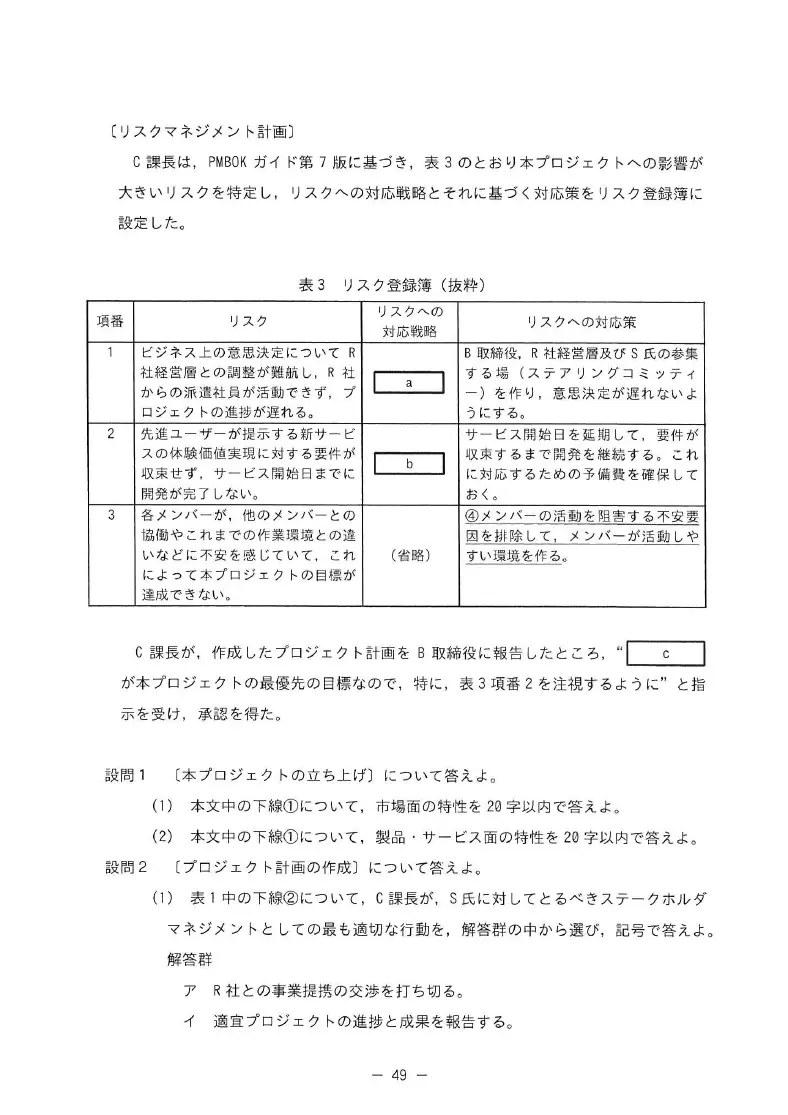 〔リスクマネジメント計画〕
C 課長は，PMBOK ガイド第 7 版に基づき，表 3 のとおり本プロジェクトへの影響が
大きいリスクを特定し，リスクへの対応戦略とそれに基づく対応策をリスク登録簿に
設定した。
表 3　リスク登録簿（抜粋）
項番
リスク
リスクへの
対応戦略
リスクへの対応策
1
ビジネス上の意思決定について R
社経営層との調整が難航し，R 社
からの派遣社員が活動できず，プ
ロジェクトの進捗が遅れる。
a
B 取締役，R 社経営層及び S 氏の参集
する場（ステアリングコミッティ
ー）を作り，意思決定が遅れないよ
うにする。
2
先進ユーザーが提示する新サービ
スの体験価値実現に対する要件が
収束せず，サービス開始日までに
開発が完了しない。
b
サービス開始日を延期して，要件が
収束するまで開発を継続する。これ
に対応するための予備費を確保して
おく。
3
各メンバーが，他のメンバーとの
協働やこれまでの作業環境との違
いなどに不安を感じていて，これ
によって本プロジェクトの目標が
達成できない。
（省略）
④メンバーの活動を阻害する不安要
因を排除して，メンバーが活動しや
すい環境を作る。
C 課長が，作成したプロジェクト計画を B 取締役に報告したところ，“ c
が本プロジェクトの最優先の目標なので，特に，表 3 項番 2 を注視するように”と指
示を受け，承認を得た。
設問 1　〔本プロジェクトの立ち上げ〕について答えよ。
(1)　本文中の下線①について，市場面の特性を 20 字以内で答えよ。
(2)　本文中の下線①について，製品・サービス面の特性を 20 字以内で答えよ。
設問 2　〔プロジェクト計画の作成〕について答えよ。
(1)　表 1 中の下線②について，C 課長が，S 氏に対してとるべきステークホルダ
マネジメントとしての最も適切な行動を，解答群の中から選び，記号で答えよ。
解答群
ア　R 社との事業提携の交渉を打ち切る。
イ　適宜プロジェクトの進捗と成果を報告する。
－ 49 －